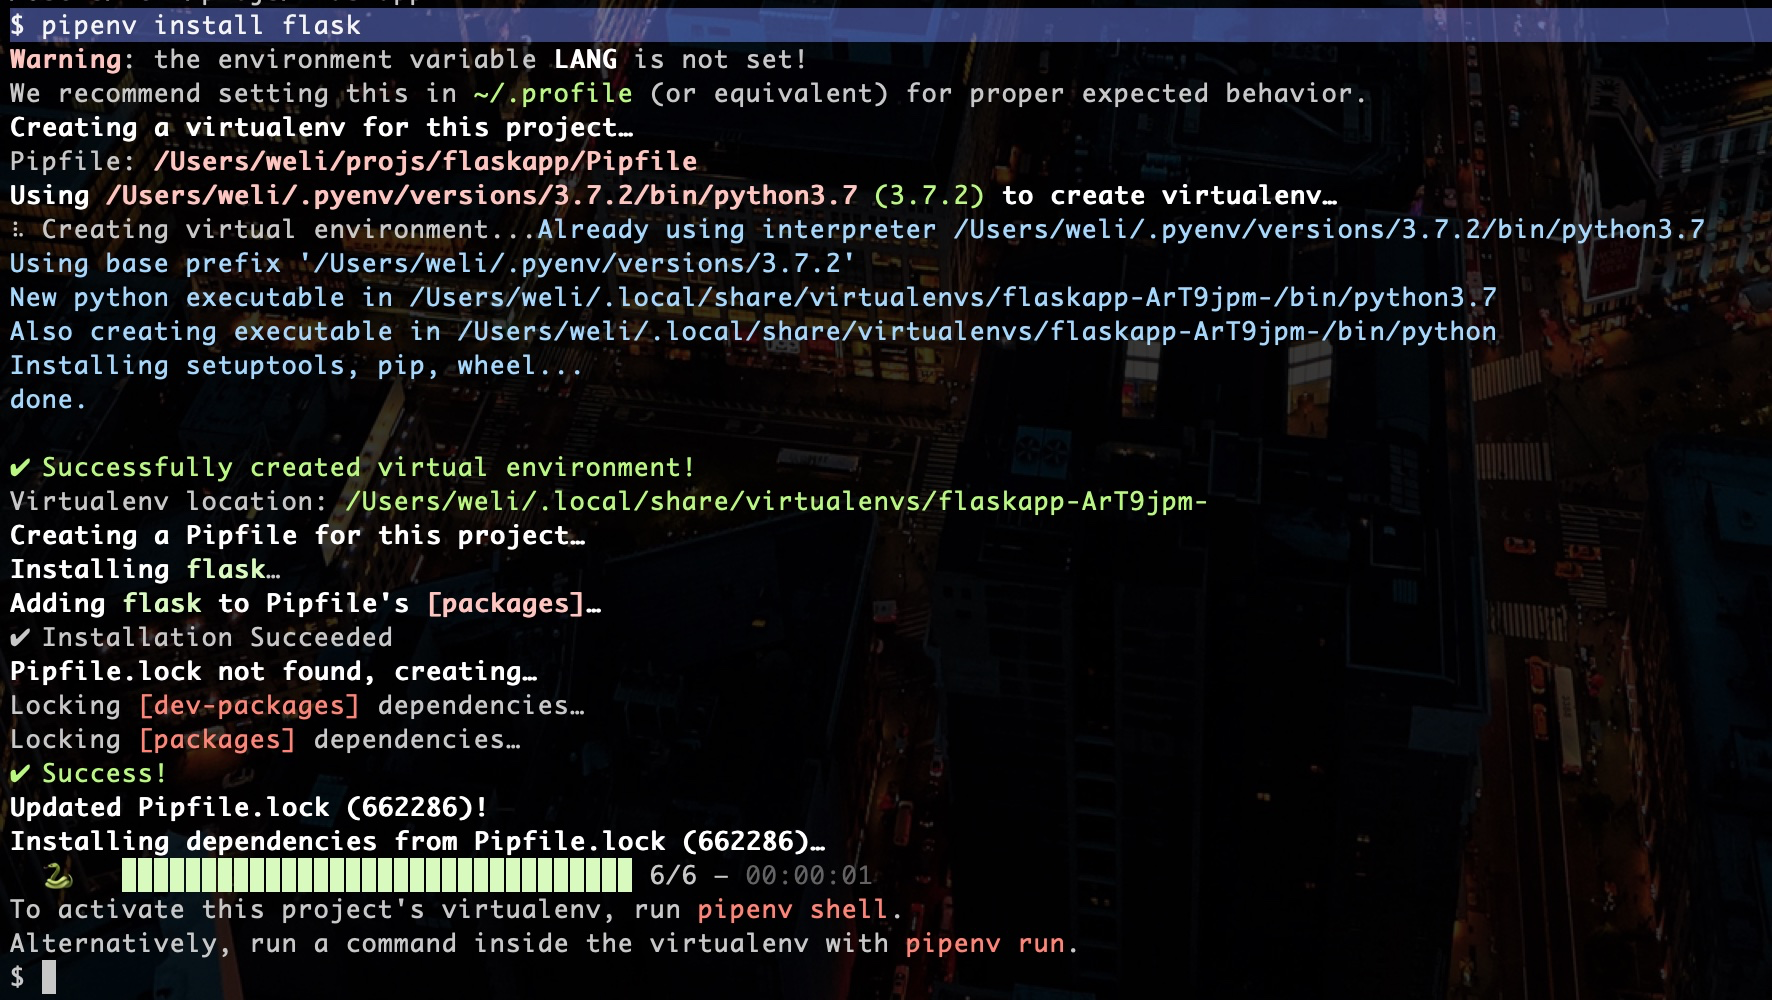 $ pipenv install flask
Warning: the environment variable LANG is not set!
We recommend setting this in ~/.profile (or equivalent) for proper expected behavior.
Creating a virtualenv for this project…
Pipfile: /Users/weli/projs/flaskapp/Pipfile
Using /Users/weli/.pyenv/versions/3.7.2/bin/python3.7 (3.7.2) to create virtualenv…
⠧ Creating virtual environment...Already using interpreter /Users/weli/.pyenv/versions/3.7.2/bin/python3.7
Using base prefix '/Users/weli/.pyenv/versions/3.7.2'
New python executable in /Users/weli/.local/share/virtualenvs/flaskapp-ArT9jpm-/bin/python3.7
Also creating executable in /Users/weli/.local/share/virtualenvs/flaskapp-ArT9jpm-/bin/python
Installing setuptools, pip, wheel...
done.
✔ Successfully created virtual environment!
Virtualenv location: /Users/weli/.local/share/virtualenvs/flaskapp-ArT9jpm-
Creating a Pipfile for this project…
Installing flask…
Adding flask to Pipfile's [packages]…
✔ Installation Succeeded
Pipfile.lock not found, creating…
Locking [dev-packages] dependencies…
Locking [packages] dependencies…
✔ Success!
Updated Pipfile.lock (662286)!
Installing dependencies from Pipfile.lock (662286)…
🐍 ▉▉▉▉▉▉▉▉▉▉▉▉▉▉▉▉▉▉▉▉▉▉▉▉▉▉▉▉▉▉▉▉ 6/6 — 00:00:01
To activate this project's virtualenv, run pipenv shell.
Alternatively, run a command inside the virtualenv with pipenv run.
$